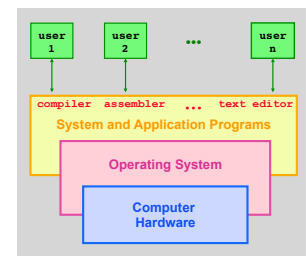 user user ... user
1 2 n
compiler assembler ... text editor
System and Application Programs
Operating System
Computer
Hardware